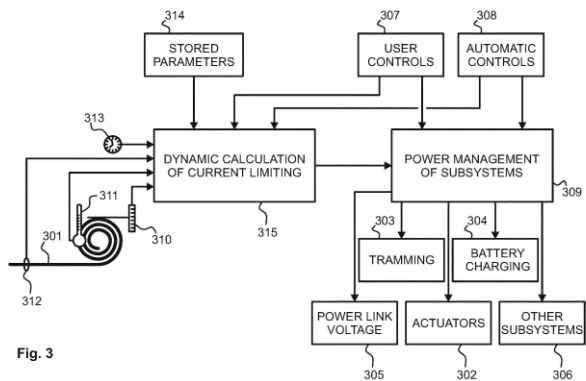 314
307
308
STORED
PARAMETERS
USER
CONTROLS
AUTOMATIC
CONTROLS
313
311
DYNAMIC CALCULATION
OF CURRENT LIMITING
POWER MANAGEMENT
OF SUBSYSTEMS
309
301
310
315
303
304
312
TRAMMING
BATTERY
CHARGING
POWER LINK
VOLTAGE
ACTUATORS
OTHER
SUBSYSTEMS
Fig. 3
305
302
306